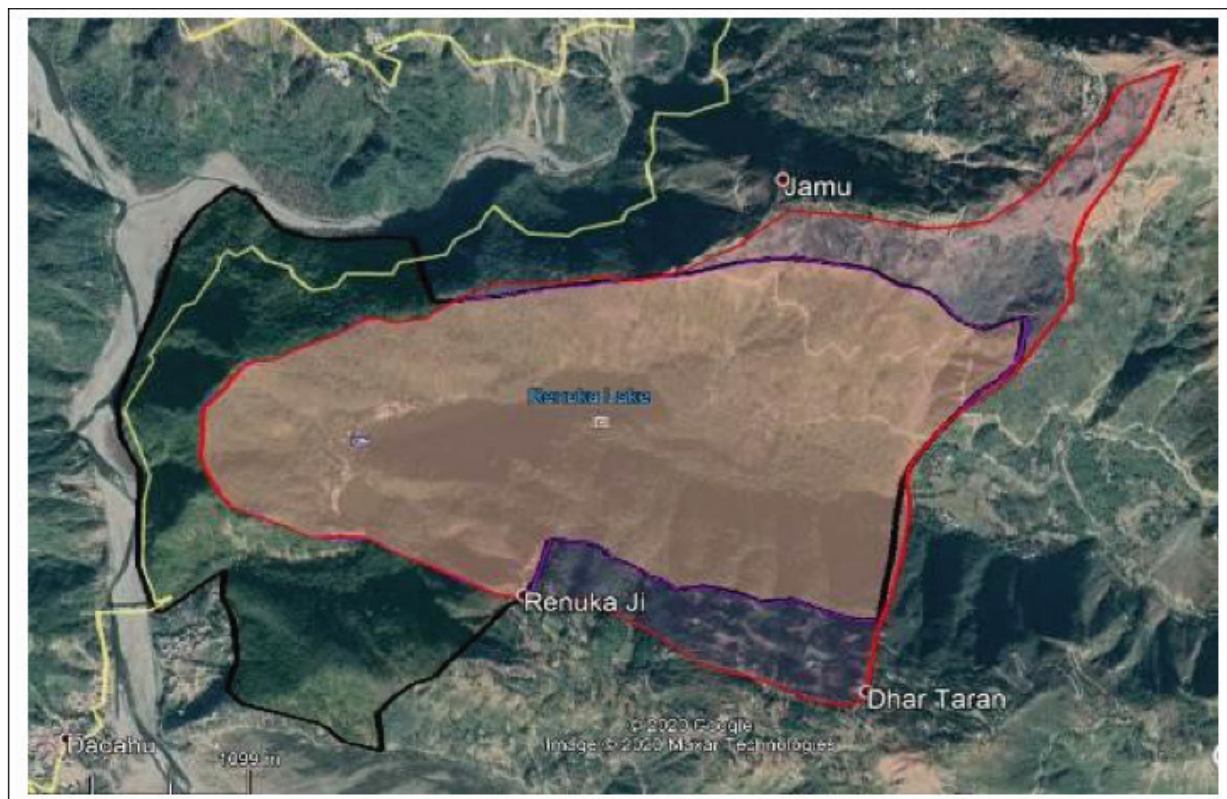 Jamu
Renuka Lake
Renuka Ji
Dhar Taran
© 2020 Google
Image © 2020 Maxar Technologies
Dadahu
1099 m